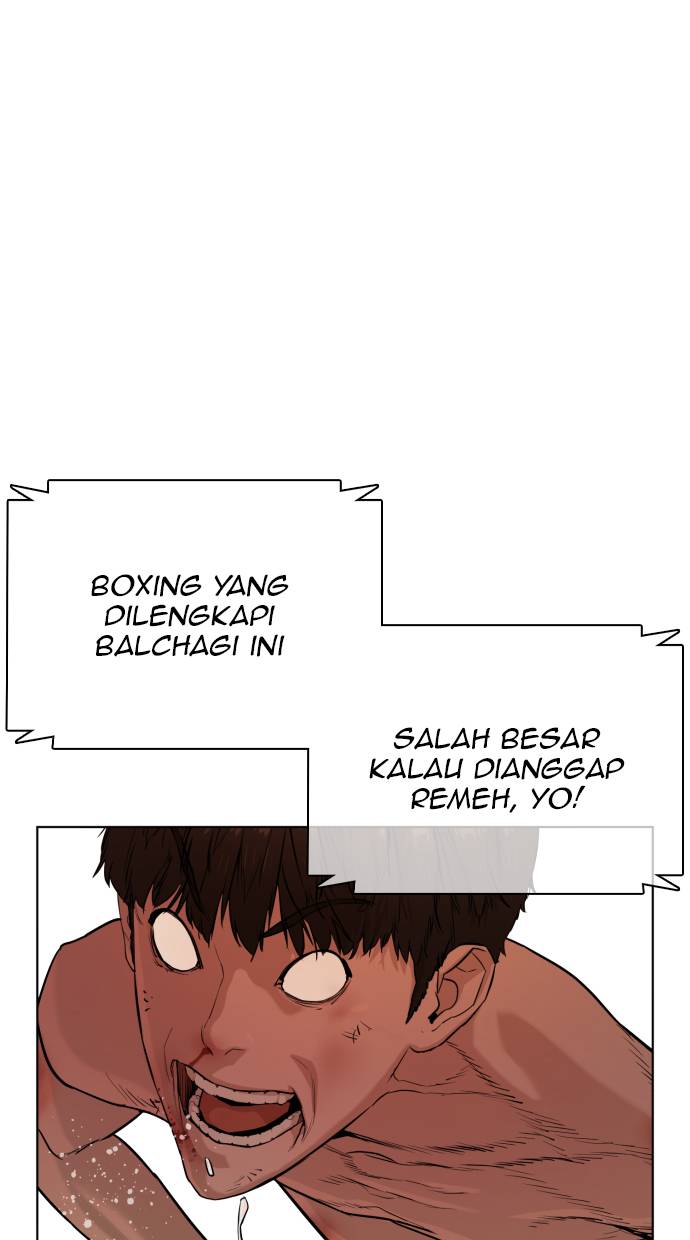 BOXING YANG
DILENGKAPI
BALCHAGI INI
SALAH BESAR
KALAU DIANGGAP
REMEH, YO!